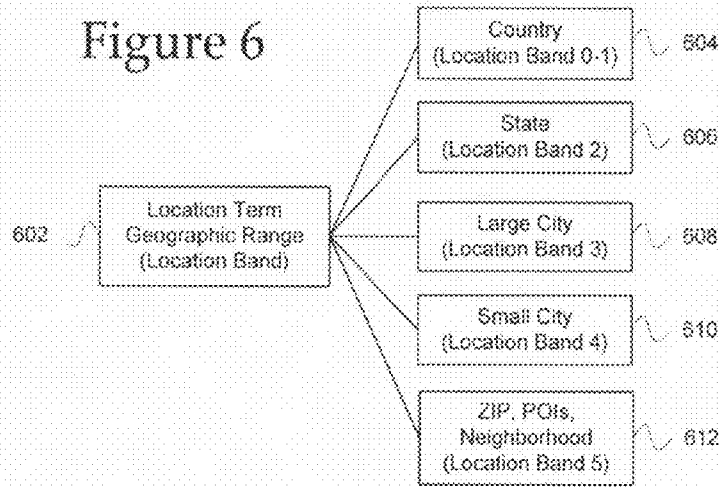 Figure 6
Country
(Location Band 0-1)
604
State
(Location Band 2)
606
602
Location Term
Geographic Range
(Location Band)
Large City
(Location Band 3)
608
Small City
(Location Band 4)
610
ZIP, POIs,
Neighborhood
(Location Band 5)
612